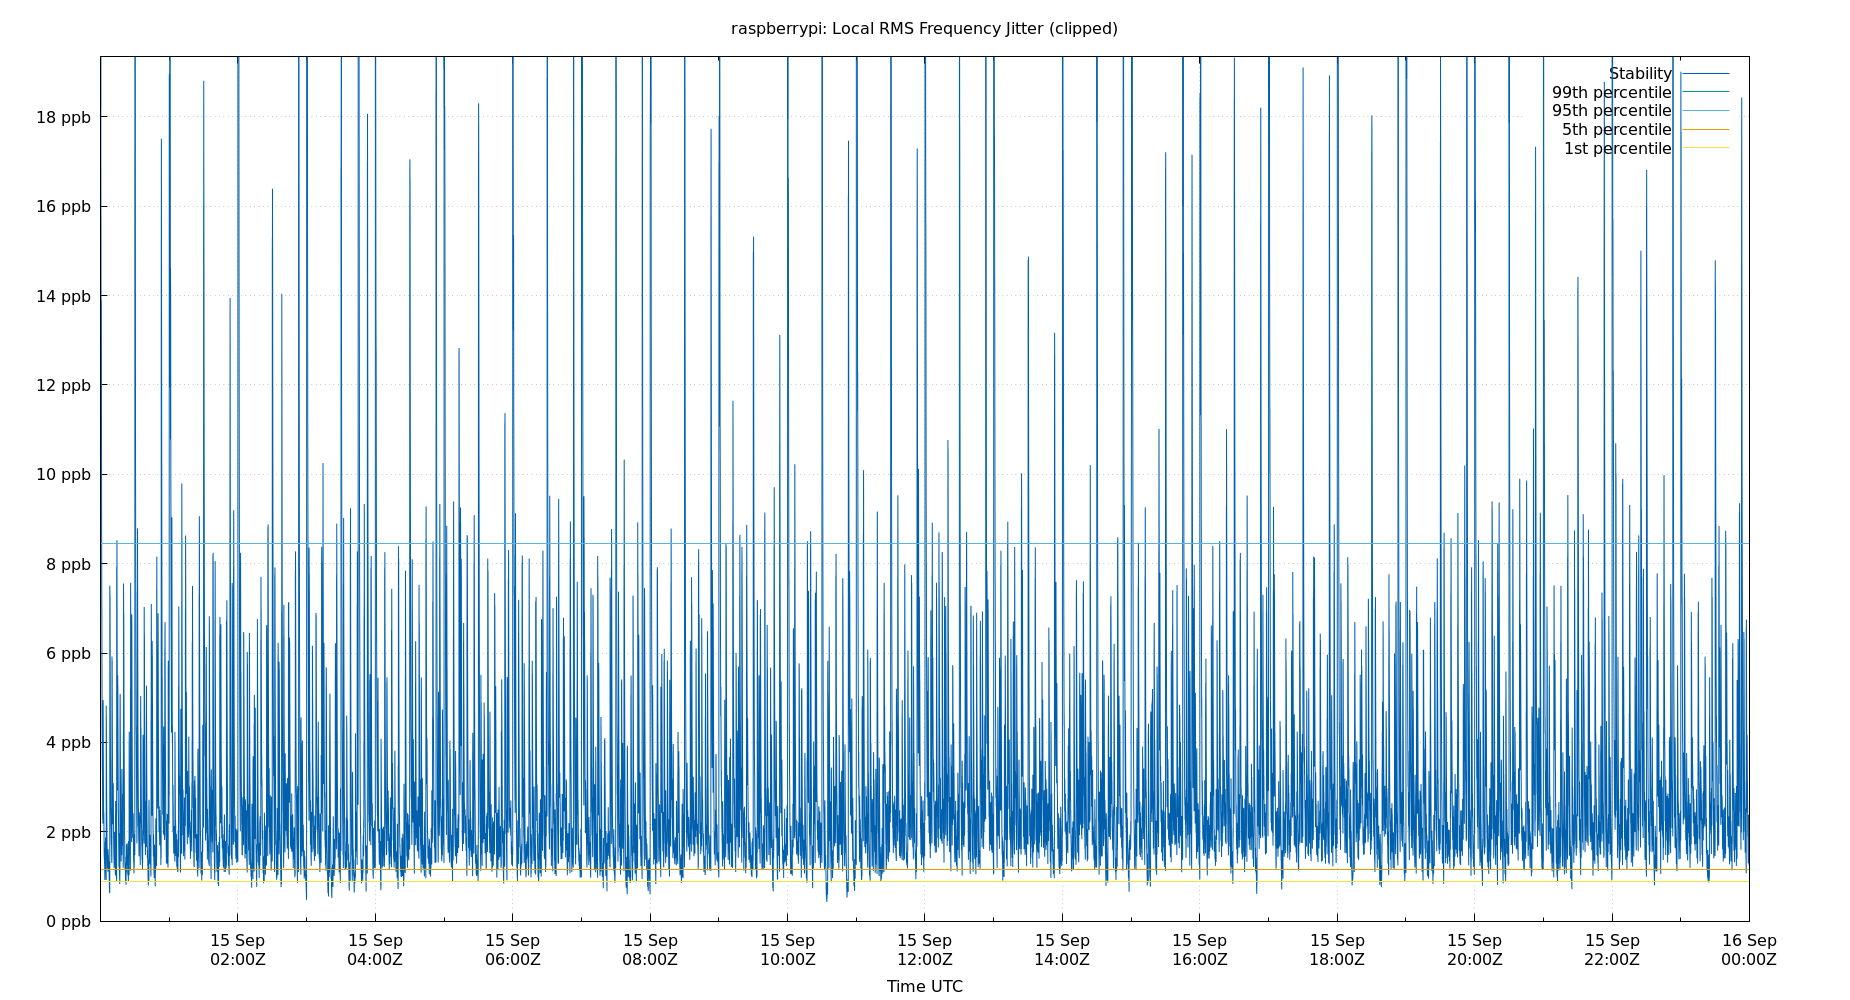 raspberrypi: Local RMS Frequency Jitter (clipped)
Stability
99th percentile
95th percentile
5th percentile
1st percentile
18 ppb
16 ppb
14 ppb
12 ppb
10 ppb
8 ppb
6 ppb
4 ppb
2 ppb
0 ppb
15 Sep 15 Sep 15 Sep 15 Sep 15 Sep 15 Sep 15 Sep 15 Sep 15 Sep 15 Sep 15 Sep 16 Sep
02:00Z 04:00Z 06:00Z 08:00Z 10:00Z 12:00Z 14:00Z 16:00Z 18:00Z 20:00Z 22:00Z 00:00Z
Time UTC